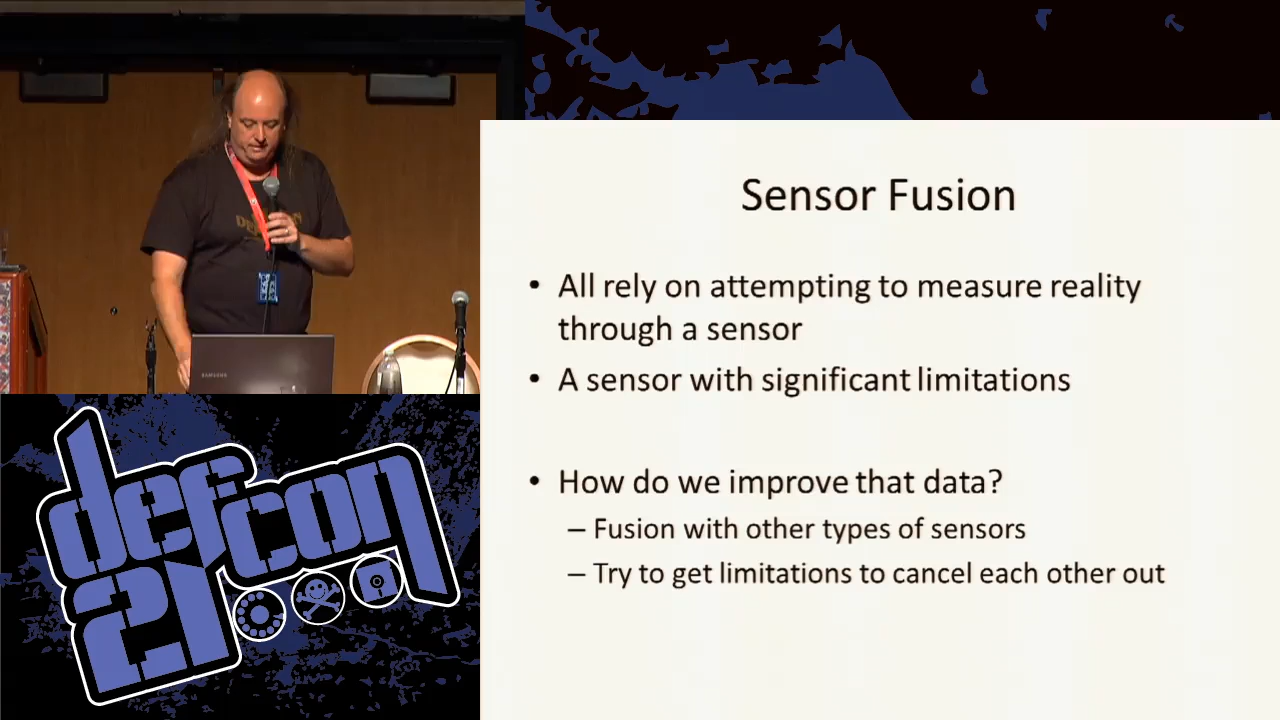 Sensor Fusion
• All rely on attempting to measure reality
through a sensor
• A sensor with significant limitations
• How do we improve that data?
– Fusion with other types of sensors
– Try to get limitations to cancel each other out
SAMSUNG
defcon
21